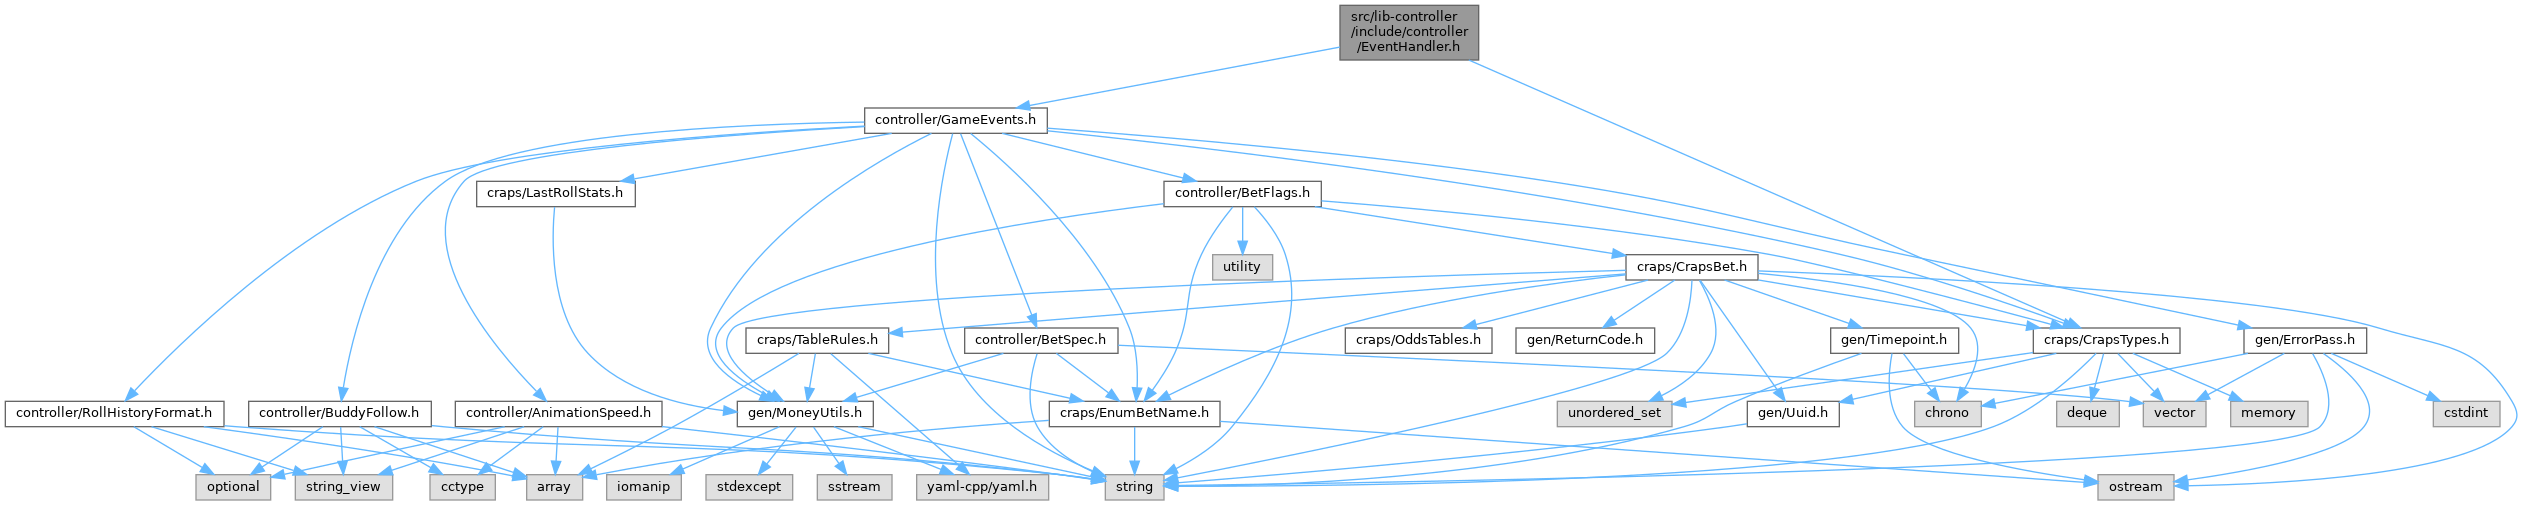 src/lib-controller
/include/controller
/EventHandler.h
controller/GameEvents.h
craps/LastRollStats.h
controller/BetFlags.h
utility
craps/CrapsBet.h
craps/TableRules.h
controller/BetSpec.h
craps/OddsTables.h
gen/ReturnCode.h
gen/Timepoint.h
craps/CrapsTypes.h
gen/ErrorPass.h
controller/RollHistoryFormat.h
controller/BuddyFollow.h
controller/AnimationSpeed.h
gen/MoneyUtils.h
craps/EnumBetName.h
unordered_set
gen/Uuid.h
chrono
deque
vector
memory
cstdint
optional
string_view
cctype
array
iomanip
stdexcept
sstream
yaml-cpp/yaml.h
string
ostream